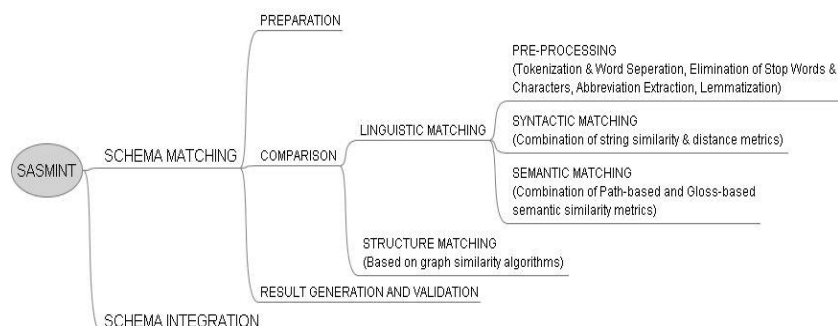 SASMINT
SCHEMA MATCHING
PREPARATION
COMPARISON
LINGUISTIC MATCHING
PRE-PROCESSING
(Tokenization & Word Seperation, Elimination of Stop Words &
Characters, Abbreviation Extraction, Lemmatization)
SYNTACTIC MATCHING
(Combination of string similarity & distance metrics)
SEMANTIC MATCHING
(Combination of Path-based and Gloss-based
semantic similarity metrics)
STRUCTURE MATCHING
(Based on graph similarity algorithms)
RESULT GENERATION AND VALIDATION
SCHEMA INTEGRATION